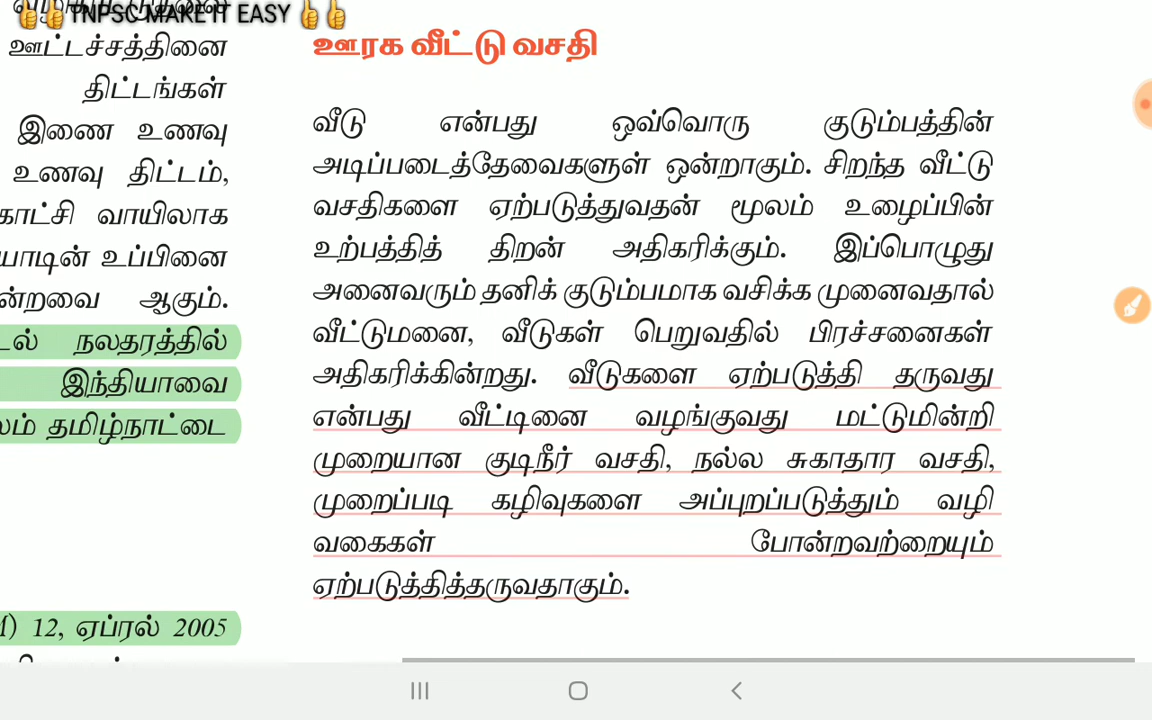 TNPSC MAKE IT EASY
ஊட்டச்சத்தினை
திட்டங்கள்
இணை உணவு
உணவு திட்டம்,
வாயிலாக
உப்பினை
ஆகும்.
நலதரத்தில்
இந்தியாவை
தமிழ்நாட்டை
12, ஏப்ரல் 2005
ஊரக வீட்டு வசதி
வீடு என்பது ஒவ்வொரு குடும்பத்தின்
அடிப்படைத்தேவைகளுள் ஒன்றாகும். சிறந்த வீட்டு
வசதிகளை ஏற்படுத்துவதன் மூலம் உழைப்பின்
உற்பத்தித் திறன் அதிகரிக்கும். இப்பொழுது
அனைவரும் தனிக் குடும்பமாக வசிக்க முனைவதால்
வீட்டுமனை, வீடுகள் பெறுவதில் பிரச்சனைகள்
அதிகரிக்கின்றது. வீடுகளை ஏற்படுத்தி தருவது
என்பது வீட்டினை வழங்குவது மட்டுமின்றி
முறையான குடிநீர் வசதி, நல்ல சுகாதார வசதி,
முறைப்படி கழிவுகளை அப்புறப்படுத்தும் வழி
வகைகள் போன்றவற்றையும்
ஏற்படுத்தித்தருவதாகும்.